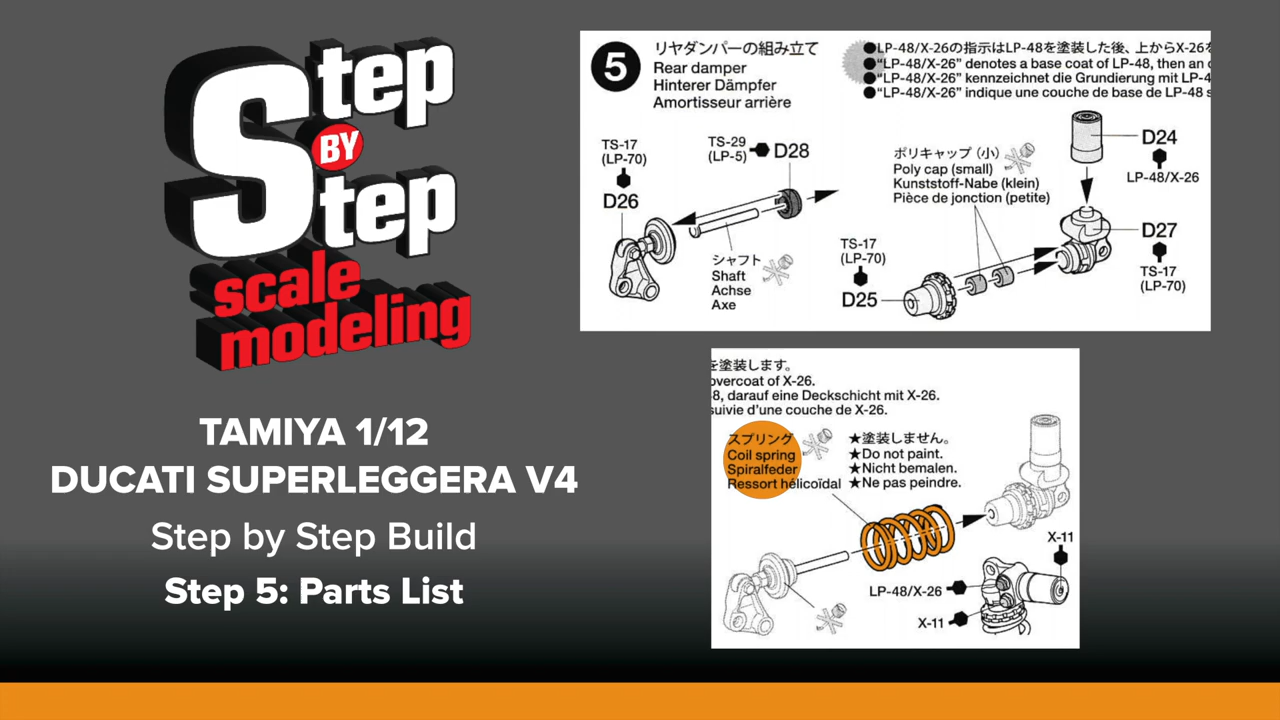 Step
BY
Step
scale
modeling
TAMIYA 1/12
DUCATI SUPERLEGGERA V4
Step by Step Build
Step 5: Parts List
5
リヤダンパーの組み立て
Rear damper
Hinterer Dämpfer
Amortisseur arrière
●LP-48/X-26の指示はLP-48を塗装した後、上からX-26を
●“LP-48/X-26” denotes a base coat of LP-48, then an
●“LP-48/X-26” kennzeichnet die Grundierung mit LP-4
●“LP-48/X-26” indique une couche de base de LP-48
TS-17
(LP-70)
D26
TS-29
(LP-5)
D28
シャフト
Shaft
Achse
Axe
ポリキャップ（小）
Poly cap (small)
Kunststoff-Nabe (klein)
Pièce de jonction (petite)
D24
LP-48/X-26
D27
TS-17
(LP-70)
TS-17
(LP-70)
D25
を塗装します。
overcoat of X-26.
8, darauf eine Deckschicht mit X-26.
suivie d’une couche de X-26.
スプリング
Coil spring
Spiralfeder
Ressort hélicoïdal
★塗装しません。
★Do not paint.
★Nicht bemalen.
★Ne pas peindre.
X-11
LP-48/X-26
X-11